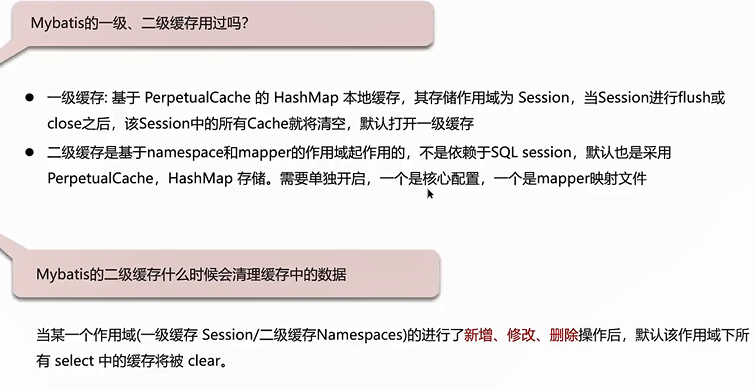 Mybatis的一级、二级缓存用过吗?
● 一级缓存: 基于 PerpetualCache 的 HashMap 本地缓存，其存储作用域为 Session，当Session进行flush或
close之后，该Session中的所有Cache就将清空，默认打开一级缓存
● 二级缓存是基于namespace和mapper的作用域起作用的，不是依赖于SQL session，默认也是采用
PerpetualCache，HashMap 存储。需要单独开启，一个是核心配置，一个是mapper映射文件
Mybatis的二级缓存什么时候会清理缓存中的数据
当某一个作用域(一级缓存 Session/二级缓存Namespaces)的进行了新增、修改、删除操作后，默认该作用域下所
有 select 中的缓存将被 clear。